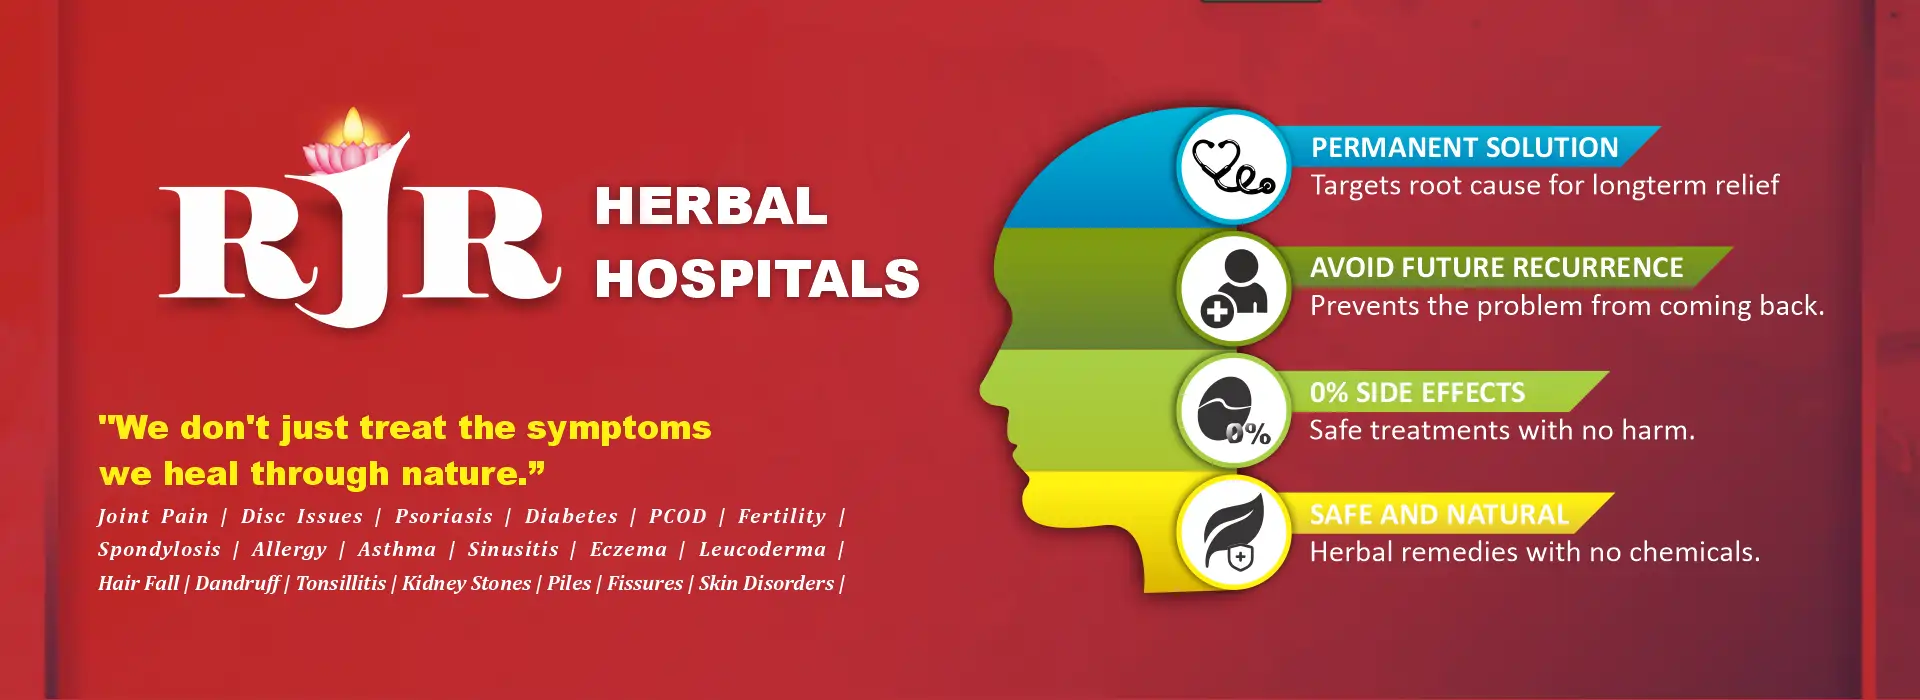 RJR
HERBAL
HOSPITALS
"We don't just treat the symptoms
we heal through nature.”
Joint Pain | Disc Issues | Psoriasis | Diabetes | PCOD | Fertility |
Spondylosis | Allergy | Asthma | Sinusitis | Eczema | Leucoderma |
Hair Fall | Dandruff | Tonsillitis | Kidney Stones | Piles | Fissures | Skin Disorders |
PERMANENT SOLUTION
Targets root cause for longterm relief
AVOID FUTURE RECURRENCE
Prevents the problem from coming back.
0%
0% SIDE EFFECTS
Safe treatments with no harm.
SAFE AND NATURAL
Herbal remedies with no chemicals.